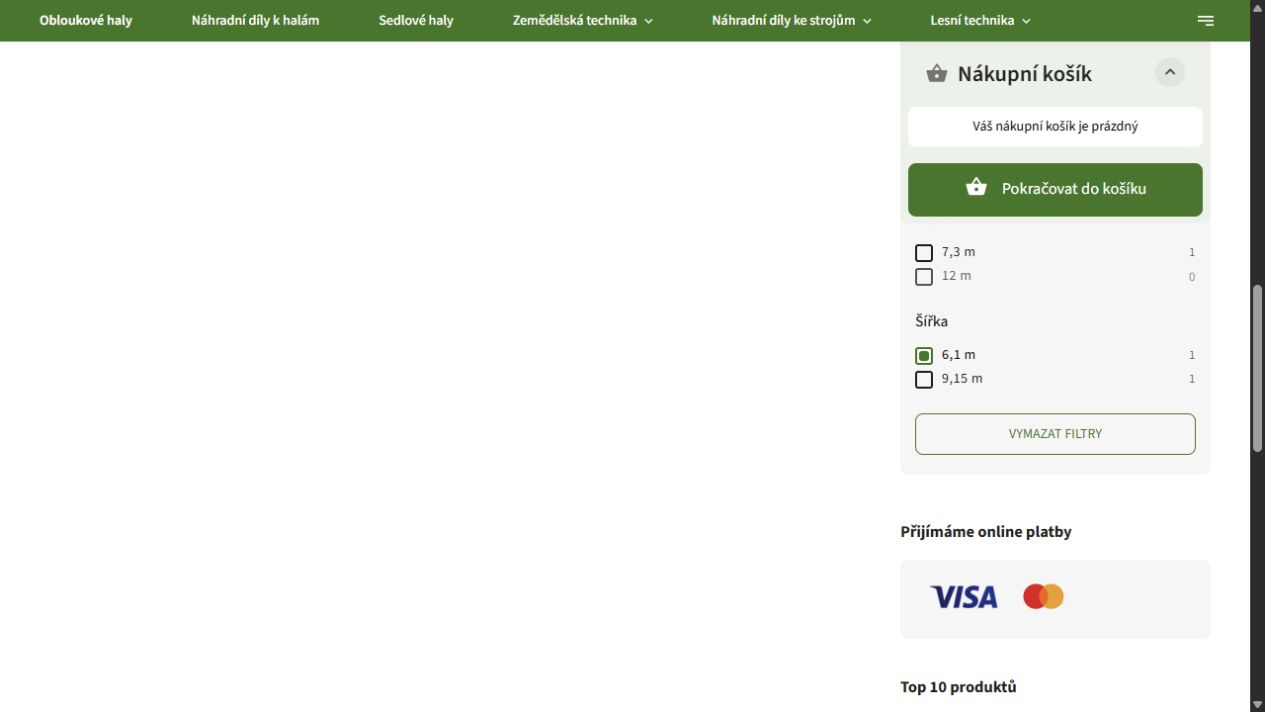 Obloukové haly
Náhradní díly k halám
Sedlové haly
Zemědělská technika
Náhradní díly ke strojům
Lesní technika
Nákupní košík
Váš nákupní košík je prázdný
Pokračovat do košíku
7,3 m 1
12 m 0
Šířka
6,1 m 1
9,15 m 1
VYMAZAT FILTRY
Přijímáme online platby
VISA
Top 10 produktů